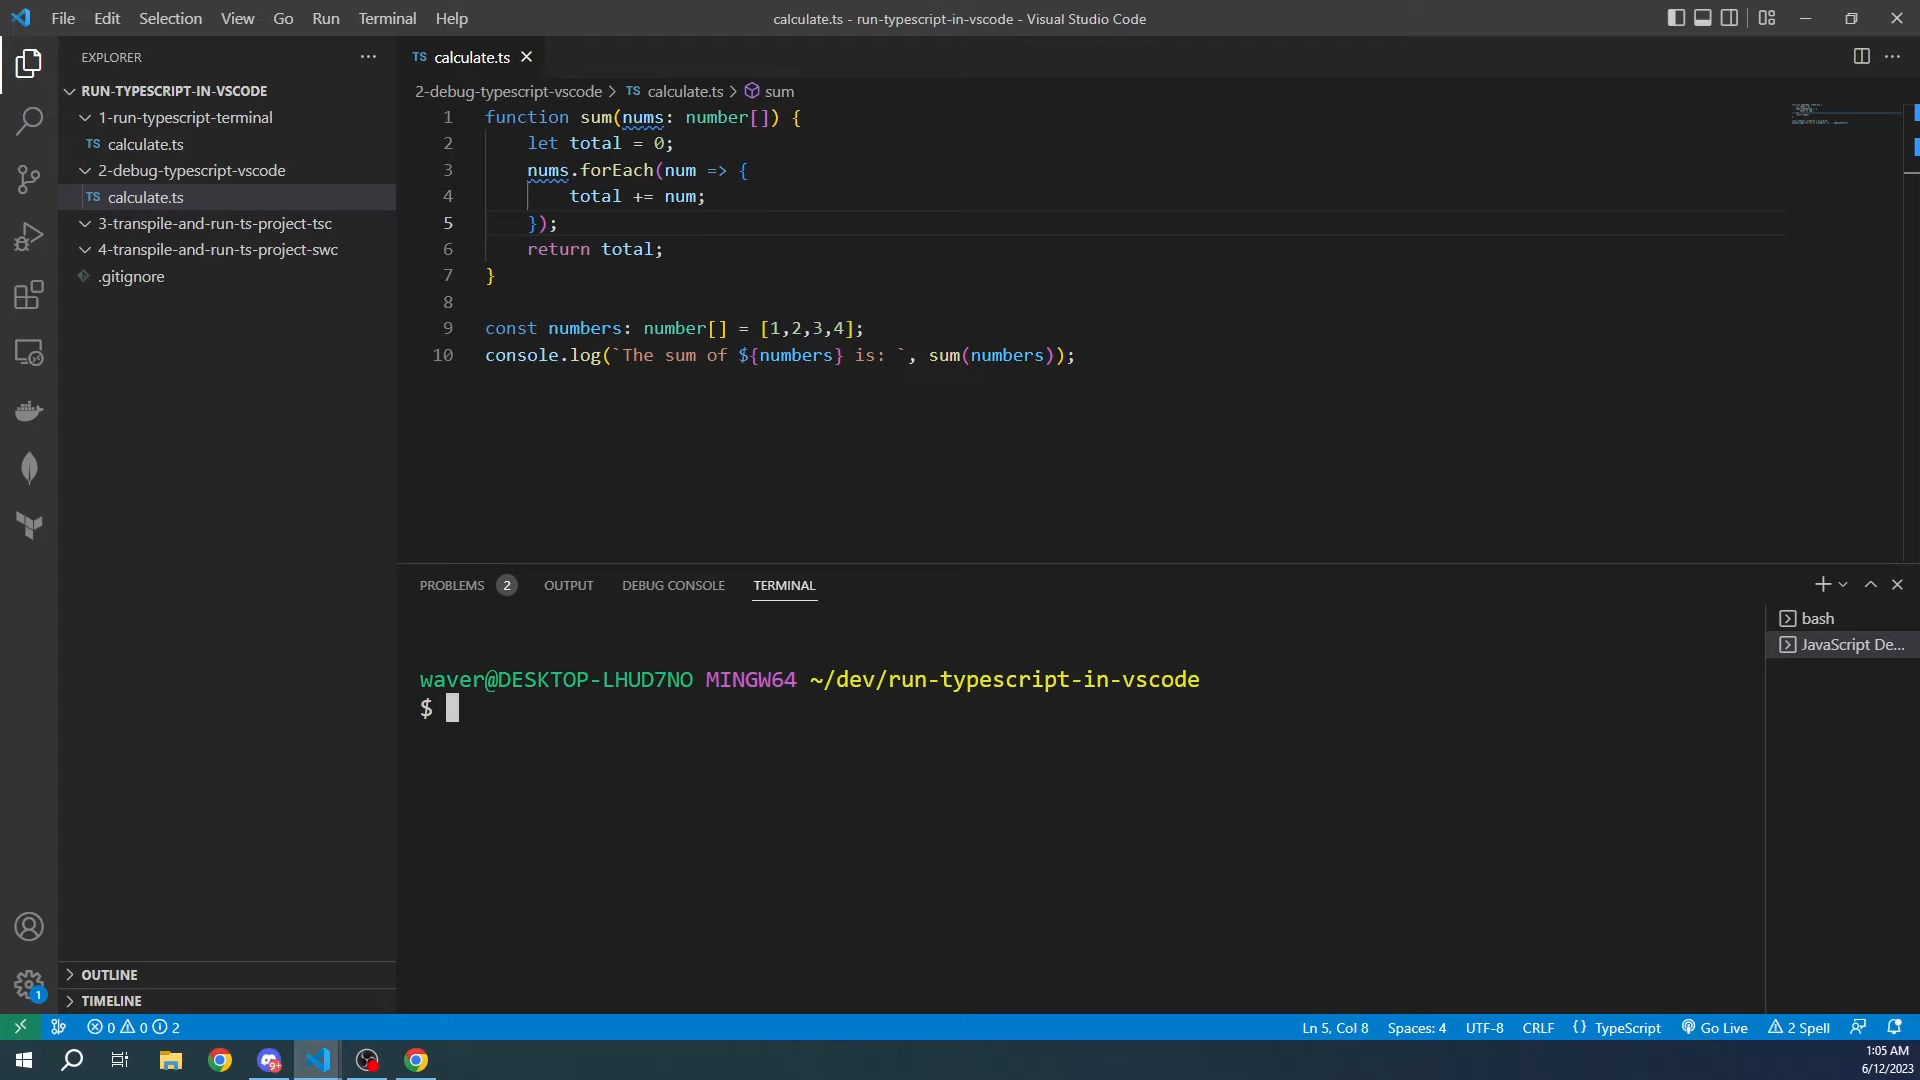 File Edit Selection View Go Run Terminal Help
calculate.ts - run-typescript-in-vscode - Visual Studio Code
EXPLORER
TS calculate.ts
RUN-TYPESCRIPT-IN-VSCODE
1-run-typescript-terminal
TS calculate.ts
2-debug-typescript-vscode
TS calculate.ts
3-transpile-and-run-ts-project-tsc
4-transpile-and-run-ts-project-swc
.gitignore
2-debug-typescript-vscode > TS calculate.ts > sum
1 function sum(nums: number[]) {
2 let total = 0;
3 nums.forEach(num => {
4 total += num;
5 });
6 return total;
7 }
8
9 const numbers: number[] = [1,2,3,4];
10 console.log(`The sum of ${numbers} is: `, sum(numbers));
PROBLEMS 2 OUTPUT DEBUG CONSOLE TERMINAL
bash
JavaScript De...
waver@DESKTOP-LHUD7NO MINGW64 ~/dev/run-typescript-in-vscode
$
OUTLINE
TIMELINE
1
0 0 2
Ln 5, Col 8 Spaces: 4 UTF-8 CRLF {} TypeScript Go Live 2 Spell
9+
1:05 AM
6/12/2023